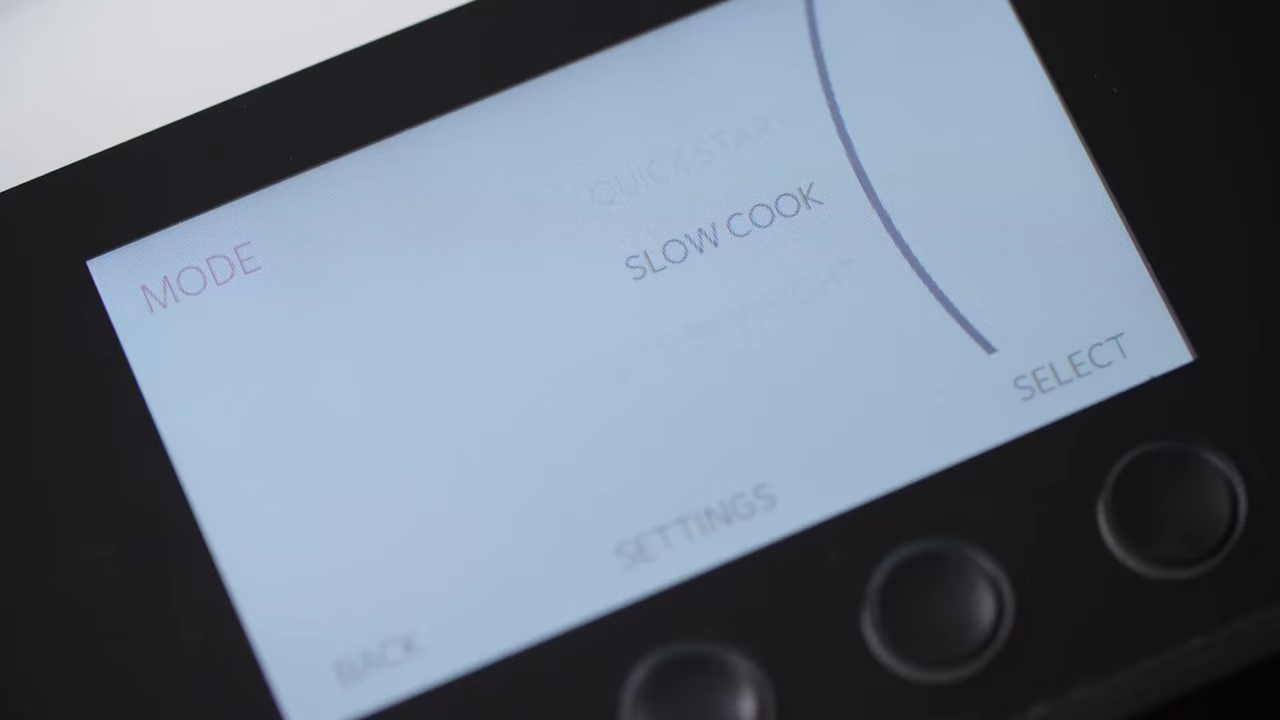 MODE
QUICK START
SLOW COOK
SELECT
SETTINGS
BACK